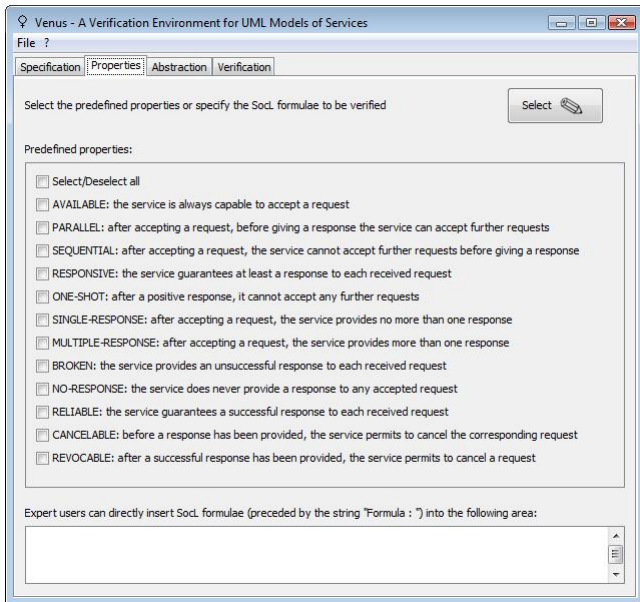 Venus - A Verification Environment for UML Models of Services
File ?
Specification Properties Abstraction Verification
Select the predefined properties or specify the SocL formulae to be verified
Select
Predefined properties:
Select/Deselect all
AVAILABLE: the service is always capable to accept a request
PARALLEL: after accepting a request, before giving a response the service can accept further requests
SEQUENTIAL: after accepting a request, the service cannot accept further requests before giving a response
RESPONSIVE: the service guarantees at least a response to each received request
ONE-SHOT: after a positive response, it cannot accept any further requests
SINGLE-RESPONSE: after accepting a request, the service provides no more than one response
MULTIPLE-RESPONSE: after accepting a request, the service provides more than one response
BROKEN: the service provides an unsuccessful response to each received request
NO-RESPONSE: the service does never provide a response to any accepted request
RELIABLE: the service guarantees a successful response to each received request
CANCELABLE: before a response has been provided, the service permits to cancel the corresponding request
REVOCABLE: after a successful response has been provided, the service permits to cancel a request
Expert users can directly insert SocL formulae (preceded by the string "Formula : ") into the following area: